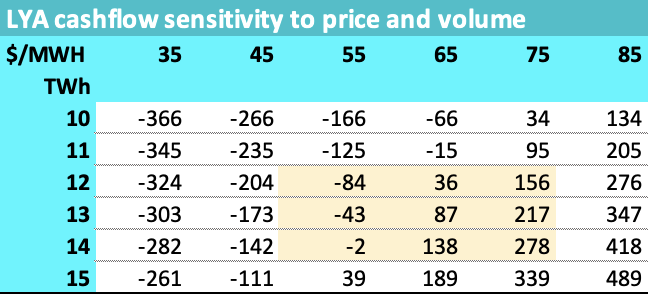 LYA cashflow sensitivity to price and volume
$/MWH 35 45 55 65 75 85
TWh
10 -366 -266 -166 -66 34 134
11 -345 -235 -125 -15 95 205
12 -324 -204 -84 36 156 276
13 -303 -173 -43 87 217 347
14 -282 -142 -2 138 278 418
15 -261 -111 39 189 339 489